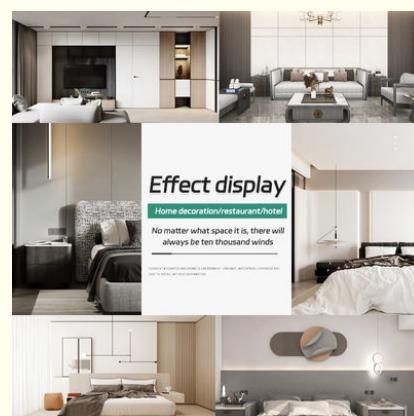 Effect display
Home decoration/restaurant/hotel
No matter what space it is, there will
always be ten thousand winds